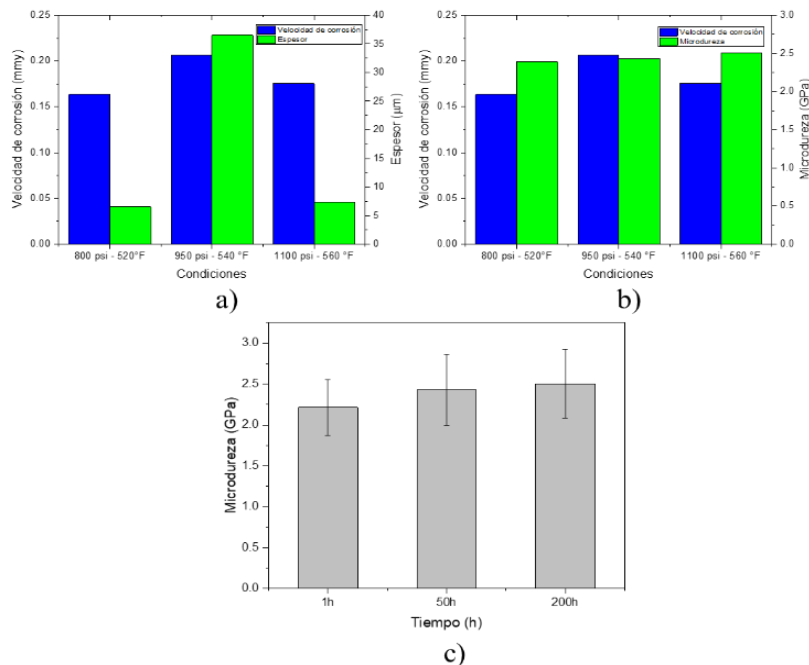 Velocidad de corrosión (mmy)
0.25
0.20
0.15
0.10
0.05
0.00
Velocidad de corrosión
Espesor
40
35
30
25
20
15
10
5
0
Espesor (μm)
800 psi - 520°F
950 psi - 540 °F
1100 psi - 560 °F
Condiciones
a)
Velocidad de corrosión (mmy)
0.25
0.20
0.15
0.10
0.05
0.00
Velocidad de corrosión
Microdureza
3.0
2.5
2.0
1.5
1.0
0.5
0.0
Microdureza (GPa)
800 psi - 520°F
950 psi - 540 °F
1100 psi - 560 °F
Condiciones
b)
Microdureza (GPa)
3.0
2.5
2.0
1.5
1.0
0.5
0.0
1h
50h
200h
Tiempo (h)
c)